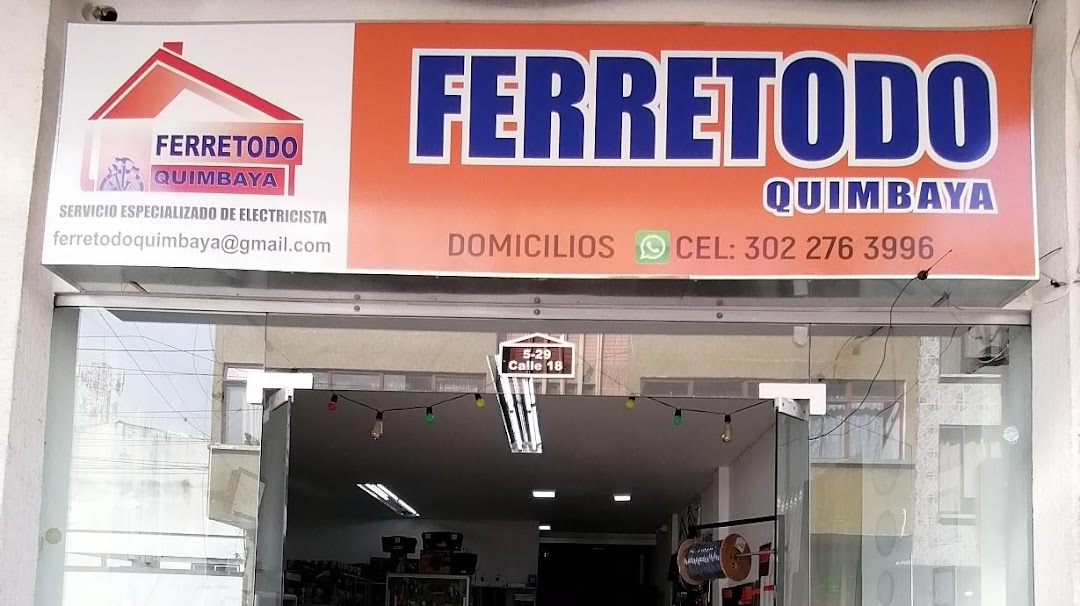 FERRETODO
QUIMBAYA
SERVICIO ESPECIALIZADO DE ELECTRICISTA
ferretodoquimbaya@gmail.com
FERRETODO
QUIMBAYA
DOMICILIOS CEL: 302 276 3996
5-29
Calle 18